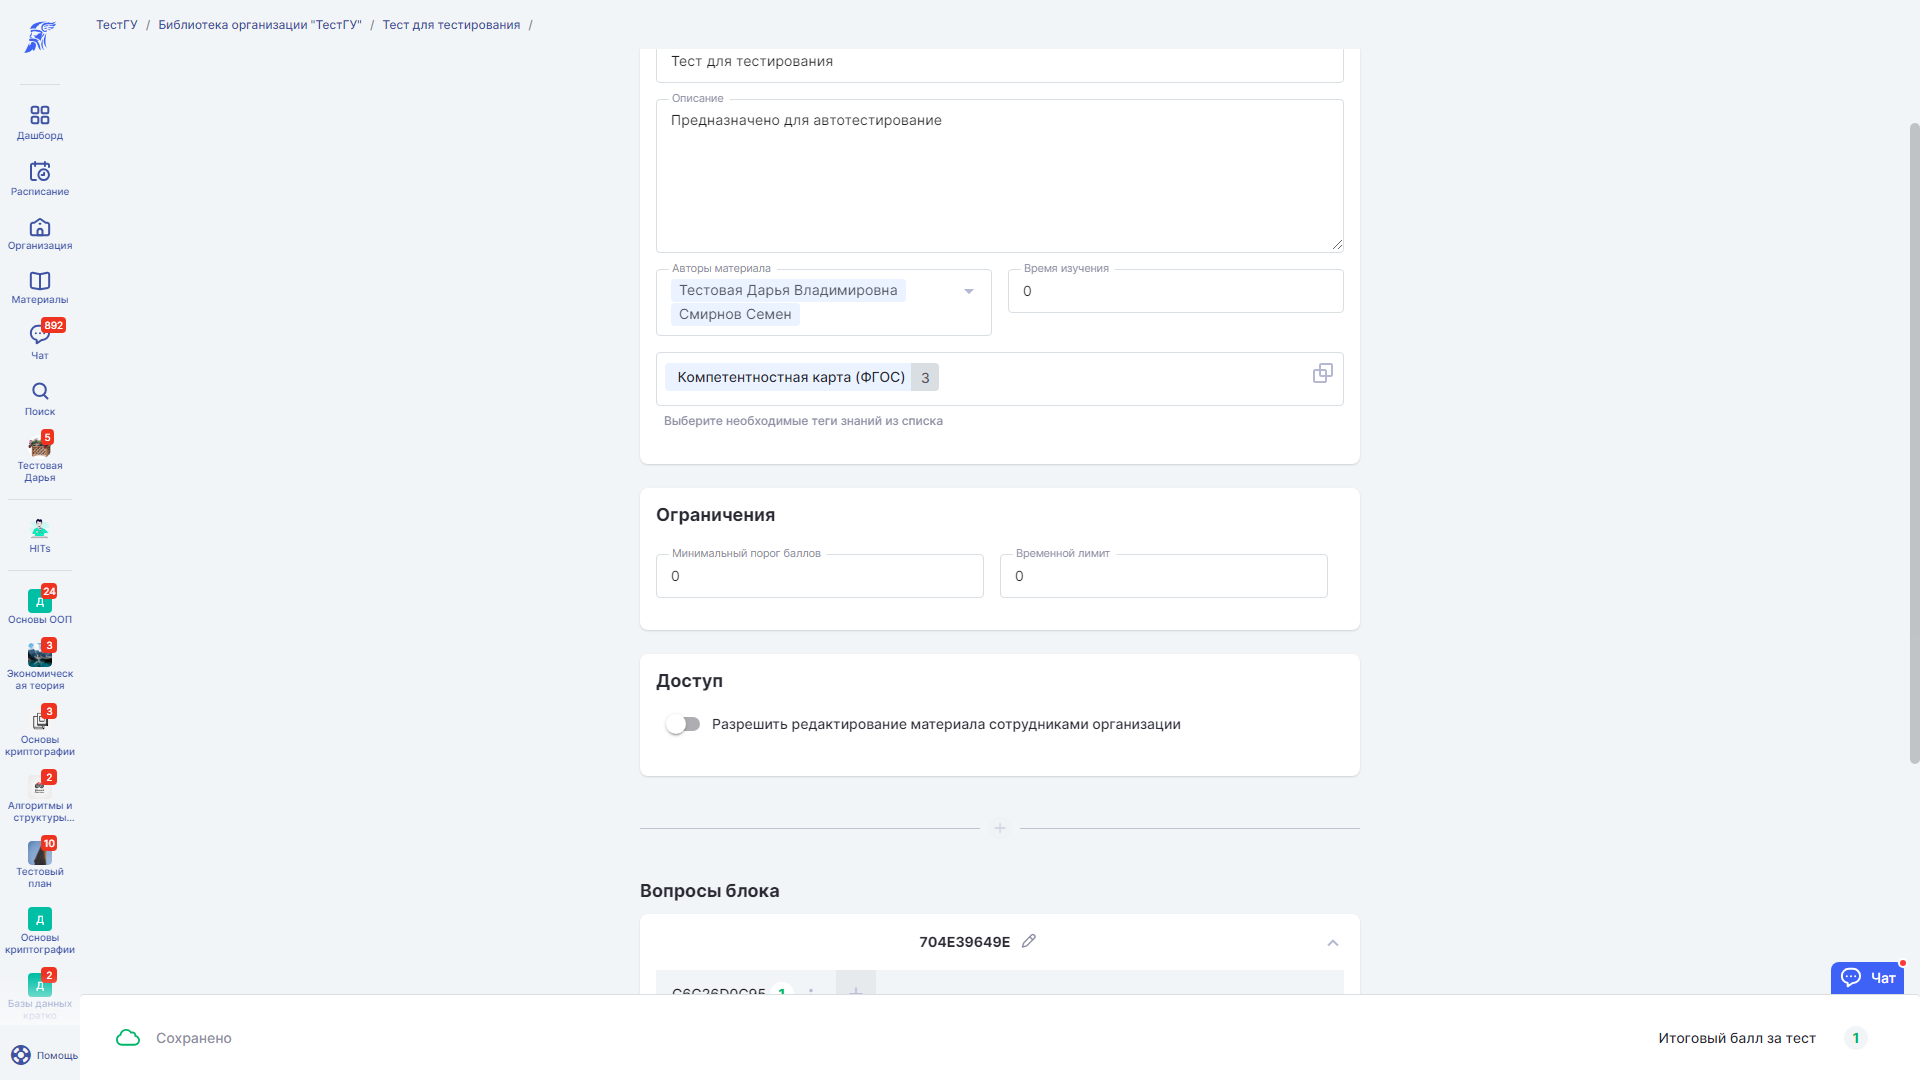 ТестГУ / Библиотека организации "ТестГУ" / Тест для тестирования /
Дашборд
Расписание
Организация
Материалы
892
Чат
Поиск
5
Тестовая
Дарья
HITs
24
Д
Основы ООП
3
Экономическ
ая теория
3
Основы
криптографии
2
Алгоритмы и
структуры...
10
Тестовый
план
Д
Основы
криптографии
2
Д
Базы данных
кратко
Помощь
Тест для тестирования
Описание
Предназначено для автотестирование
Авторы материала
Тестовая Дарья Владимировна
Смирнов Семен
Время изучения
0
Компетентностная карта (ФГОС) 3
Выберите необходимые теги знаний из списка
Ограничения
Минимальный порог баллов
0
Временной лимит
0
Доступ
Разрешить редактирование материала сотрудниками организации
Вопросы блока
704E39649E
C6C26D0C95 1
Чат
Сохранено
Итоговый балл за тест 1